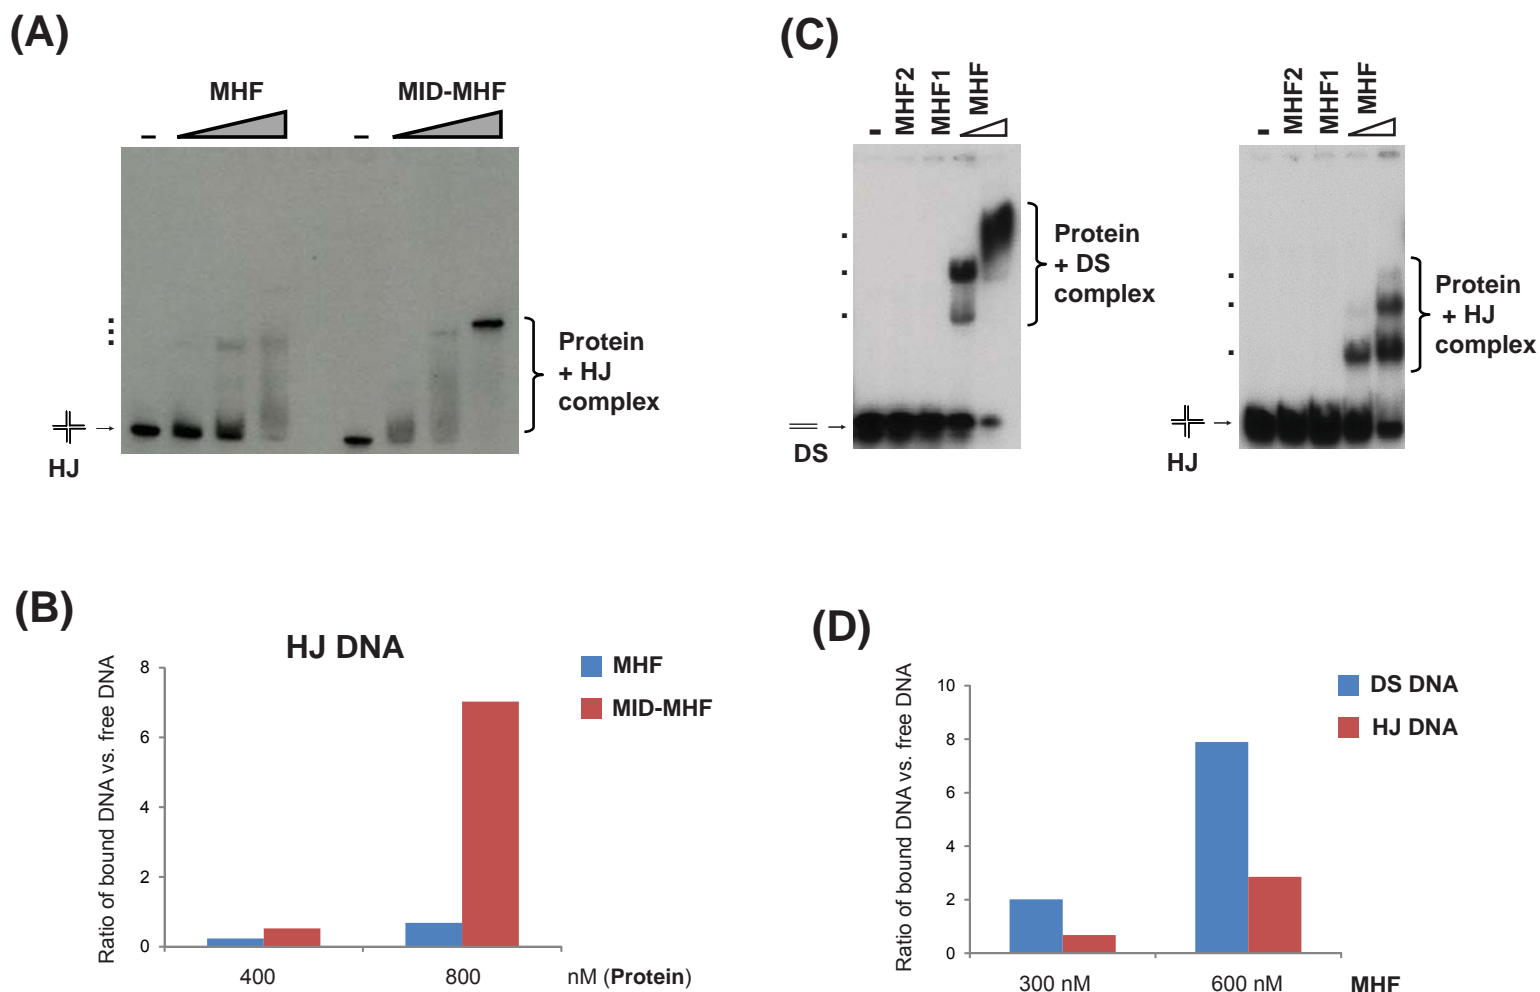 (A)
MHF
MID-MHF
–
–
Protein
+ HJ
complex
HJ
(C)
-
MHF2
MHF1
MHF
Protein
+ DS
complex
DS
-
MHF2
MHF1
MHF
Protein
+ HJ
complex
HJ
(B)
HJ DNA
Ratio of bound DNA vs. free DNA
8
6
4
2
0
400
800
nM (Protein)
MHF
MID-MHF
(D)
Ratio of bound DNA vs. free DNA
10
8
6
4
2
0
300 nM
600 nM
MHF
DS DNA
HJ DNA